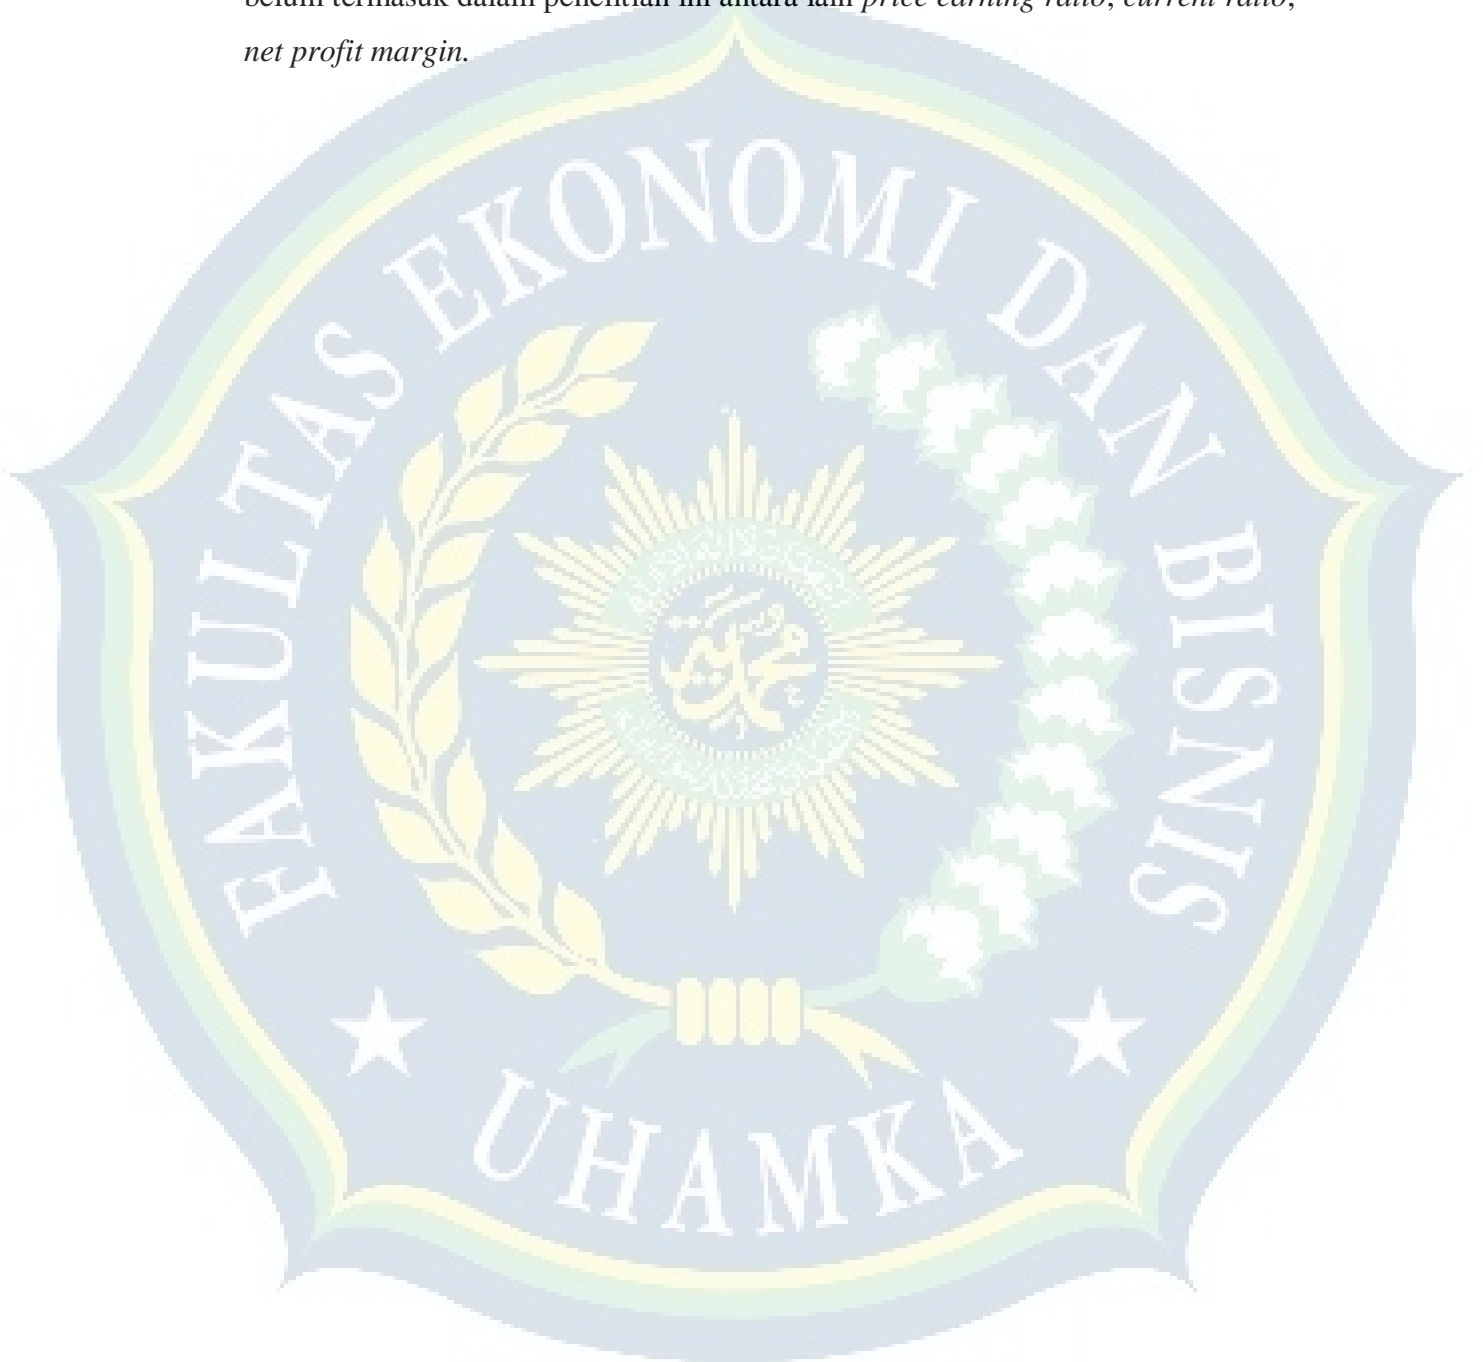 belum termasuk dalam penelitian ini antara lain price earning ratio, current ratio,
net profit margin.
FAKULTAS EKONOMI DAN BISNIS
محمدية
UHAMKA